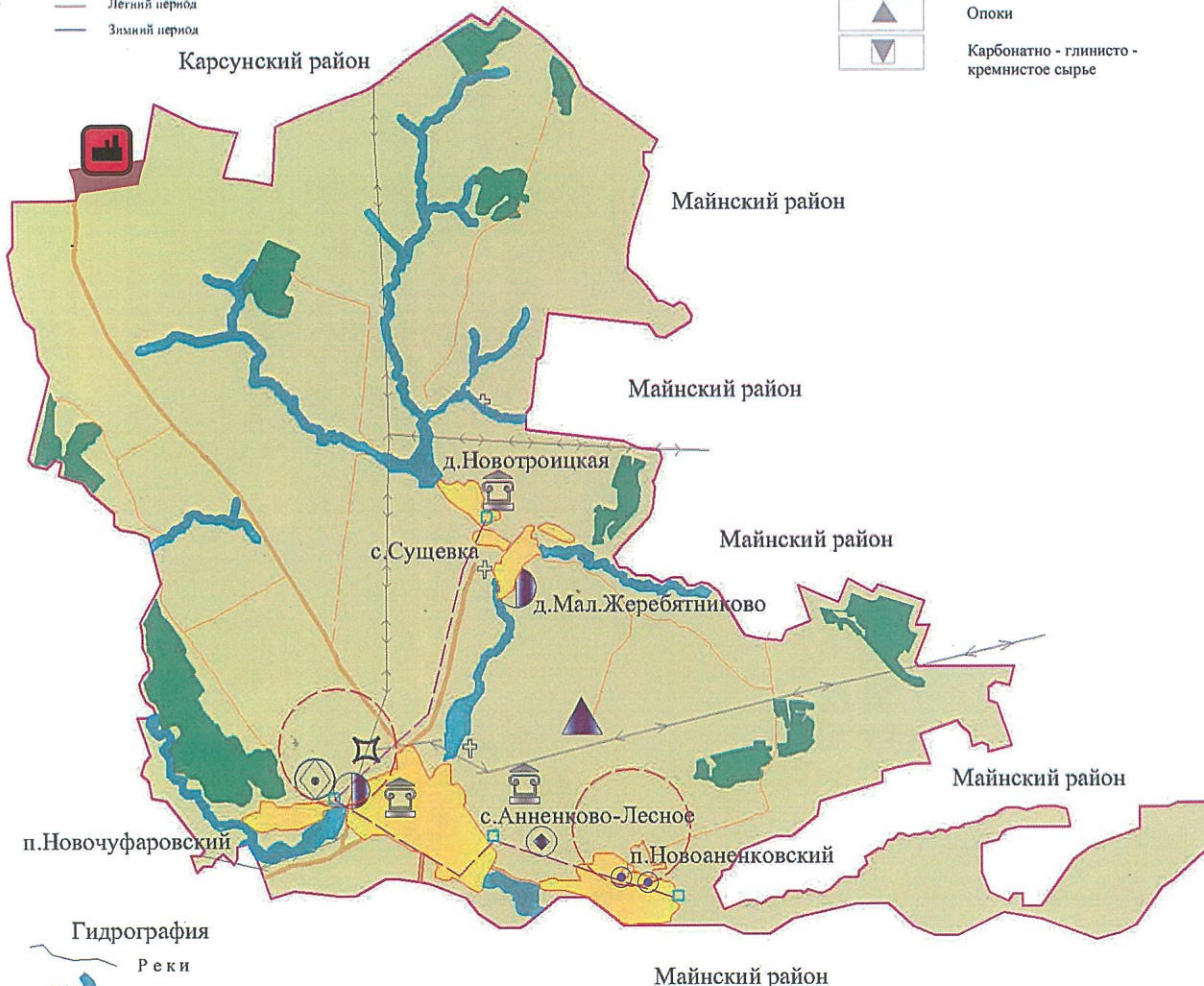 Летний период
Зимний период
Опоки
Карбонатно - глинисто -
кремнистое сырье
Карсунский район
Майнский район
Майнский район
д.Новотроицкая
Майнский район
с.Сущевка
д.Мал.Жеребятниково
Майнский район
с.Анненково-Лесное
п.Новочуфаровский
п.Новоаненковский
Гидрография
Реки
Майнский район